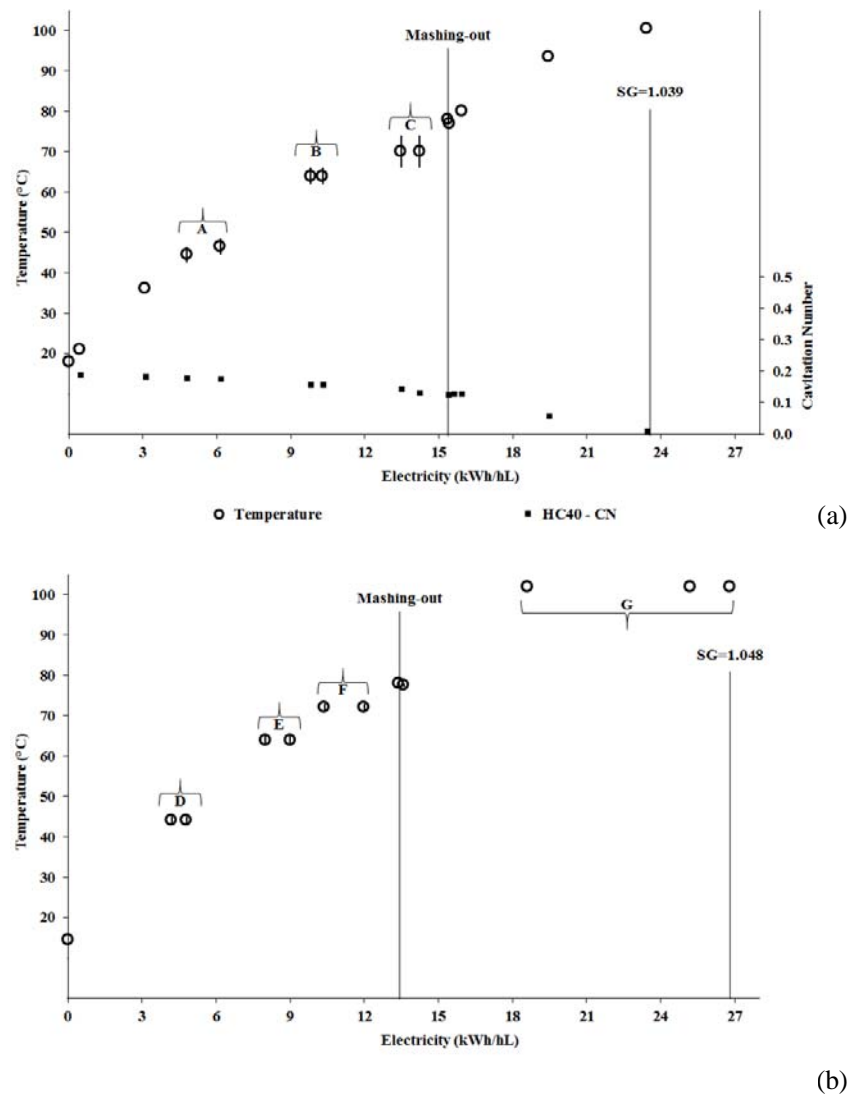 100
Mashing-out
90
SG=1.039
80
C
70
B
60
Temperature (°C)
50
A
40
0.5
30
0.4
20
0.3
0.2
0.1
0.0
Cavitation Number
0 3 6 9 12 15 18 21 24 27
Electricity (kWh/hL)
Temperature HC40 - CN
(a)
100
Mashing-out
G
90
80
SG=1.048
F
70
E
60
Temperature (°C)
50
D
40
30
20
0 3 6 9 12 15 18 21 24 27
Electricity (kWh/hL)
(b)